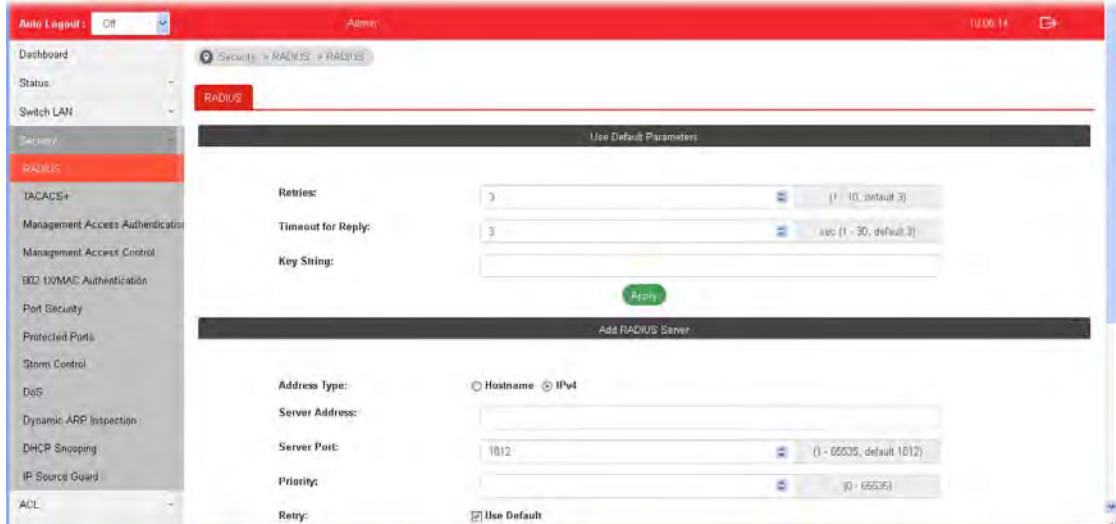 Auto Logout : Off Admin 10:06:14
Dashboard
Security > RADIUS > RADIUS
Status
Switch LAN
RADIUS
Security
Use Default Parameters
RADIUS
TACACS+
Retries: 3 (1 - 10, default 3)
Management Access Authentication
Timeout for Reply: 3 sec (1 - 30, default 3)
Management Access Control
Key String:
802.1X/MAC Authentication
Apply
Port Security
Protected Ports
Add RADIUS Server
Storm Control
DoS
Address Type: Hostname IPv4
Dynamic ARP Inspection
Server Address:
DHCP Snooping
Server Port: 1812 (1 - 65535, default 1812)
IP Source Guard
Priority: (0 - 65535)
ACL
Retry: Use Default